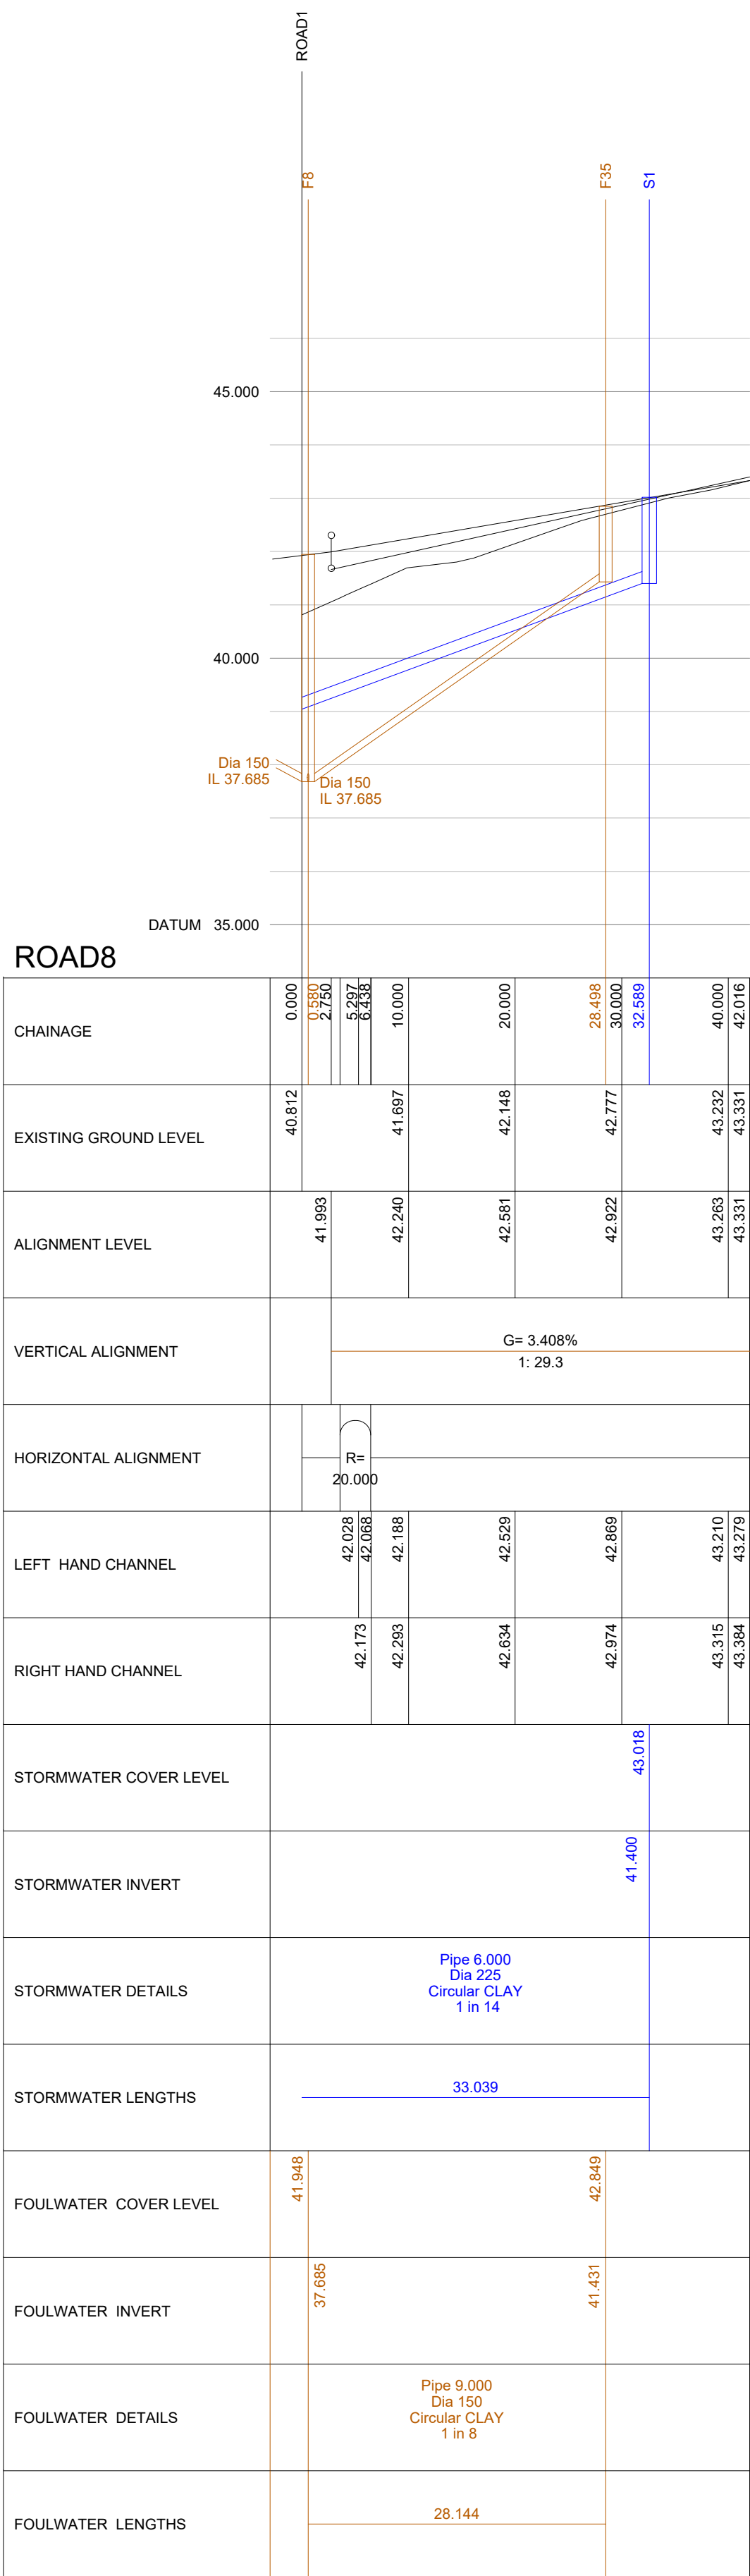 ROAD1
F8
F35
S1
45.000
40.000
Dia 150
IL 37.685
Dia 150
IL 37.685
DATUM 35.000
ROAD8
CHAINAGE
0.000
0.580
2.750
5.297
6.438
10.000
20.000
28.498
30.000
32.589
40.000
42.016
EXISTING GROUND LEVEL
40.812
41.697
42.148
42.777
43.232
43.331
ALIGNMENT LEVEL
41.993
42.240
42.581
42.922
43.263
43.331
VERTICAL ALIGNMENT
G= 3.408%
1: 29.3
HORIZONTAL ALIGNMENT
R=
20.000
LEFT HAND CHANNEL
42.028
42.068
42.188
42.529
42.869
43.210
43.279
RIGHT HAND CHANNEL
42.173
42.293
42.634
42.974
43.315
43.384
STORMWATER COVER LEVEL
43.018
STORMWATER INVERT
41.400
STORMWATER DETAILS
Pipe 6.000
Dia 225
Circular CLAY
1 in 14
STORMWATER LENGTHS
33.039
FOULWATER COVER LEVEL
41.948
42.849
FOULWATER INVERT
37.685
41.431
FOULWATER DETAILS
Pipe 9.000
Dia 150
Circular CLAY
1 in 8
FOULWATER LENGTHS
28.144